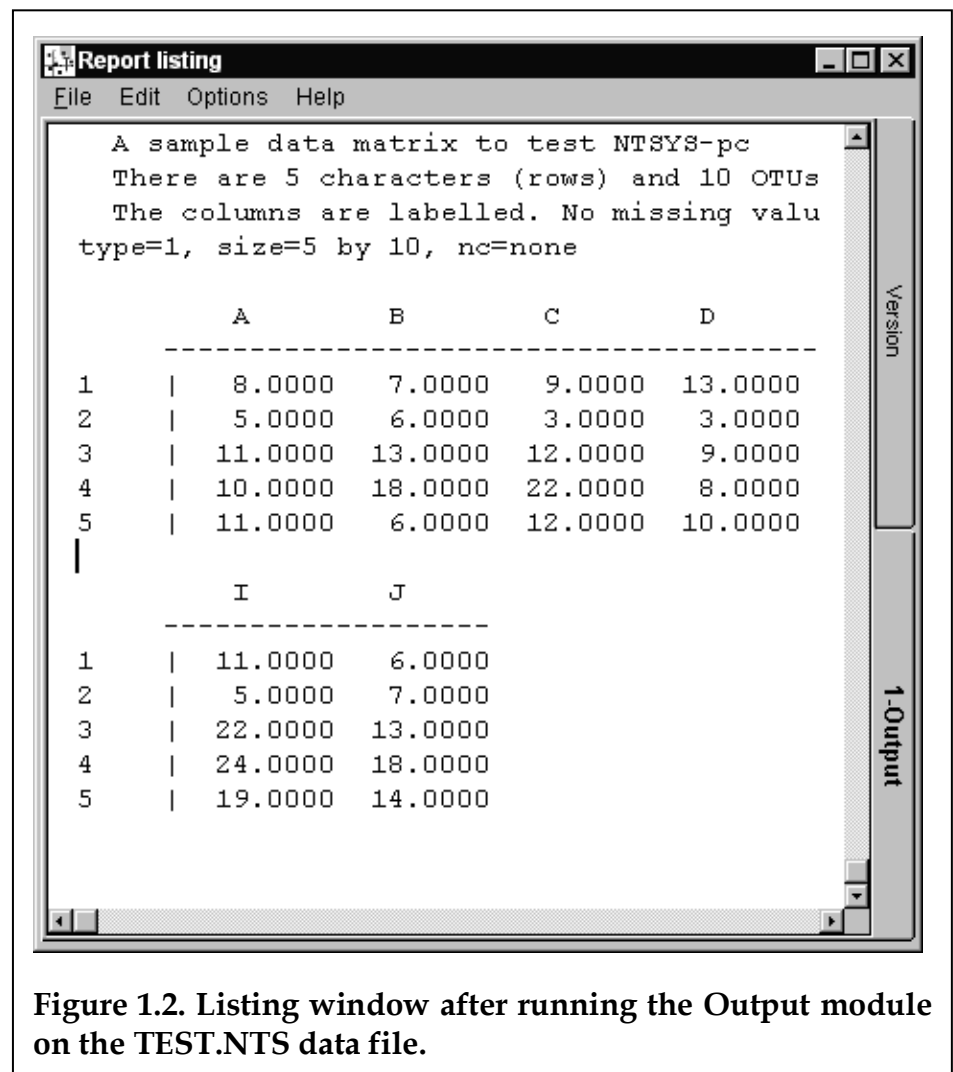 Report listing
File Edit Options Help
A sample data matrix to test NTSYS-pc
There are 5 characters (rows) and 10 OTUs
The columns are labelled. No missing valu
type=1, size=5 by 10, nc=none
A B C D
-------------------------------------
1 | 8.0000 7.0000 9.0000 13.0000
2 | 5.0000 6.0000 3.0000 3.0000
3 | 11.0000 13.0000 12.0000 9.0000
4 | 10.0000 18.0000 22.0000 8.0000
5 | 11.0000 6.0000 12.0000 10.0000
I J
-------------------
1 | 11.0000 6.0000
2 | 5.0000 7.0000
3 | 22.0000 13.0000
4 | 24.0000 18.0000
5 | 19.0000 14.0000
Version
1-Output
Figure 1.2. Listing window after running the Output module
on the TEST.NTS data file.